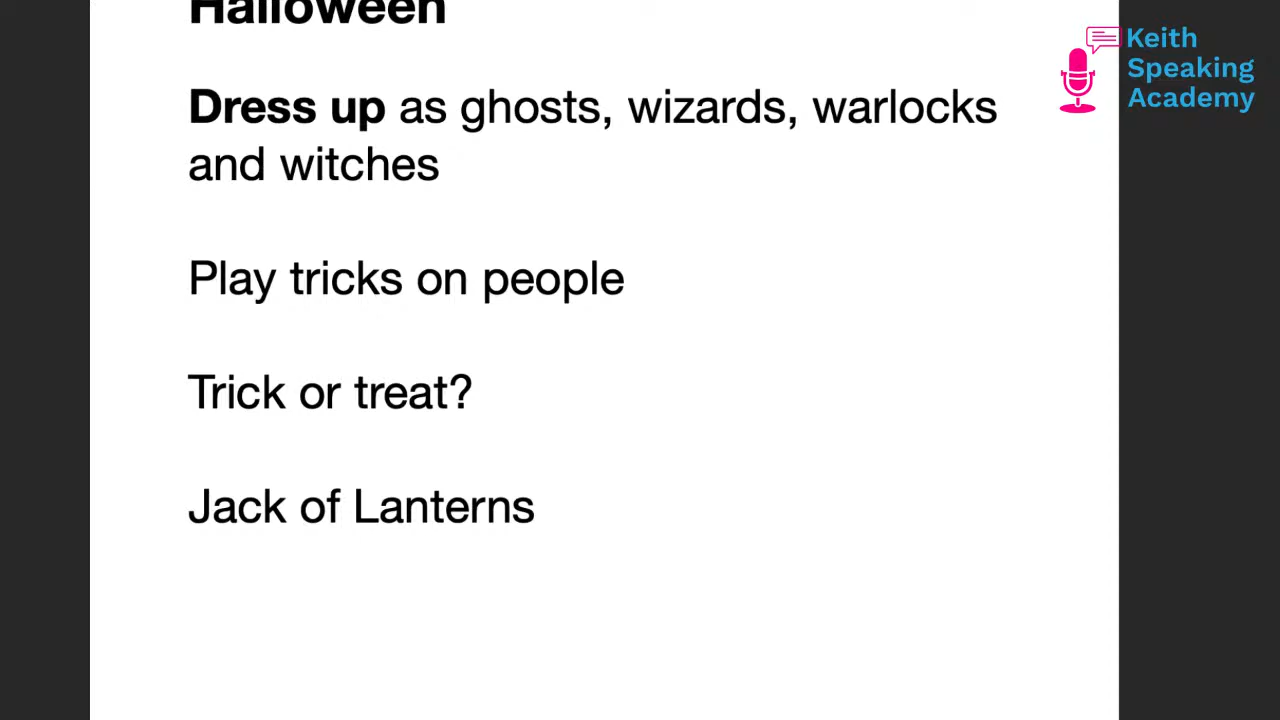 Halloween
Keith
Speaking
Academy
Dress up as ghosts, wizards, warlocks
and witches
Play tricks on people
Trick or treat?
Jack of Lanterns